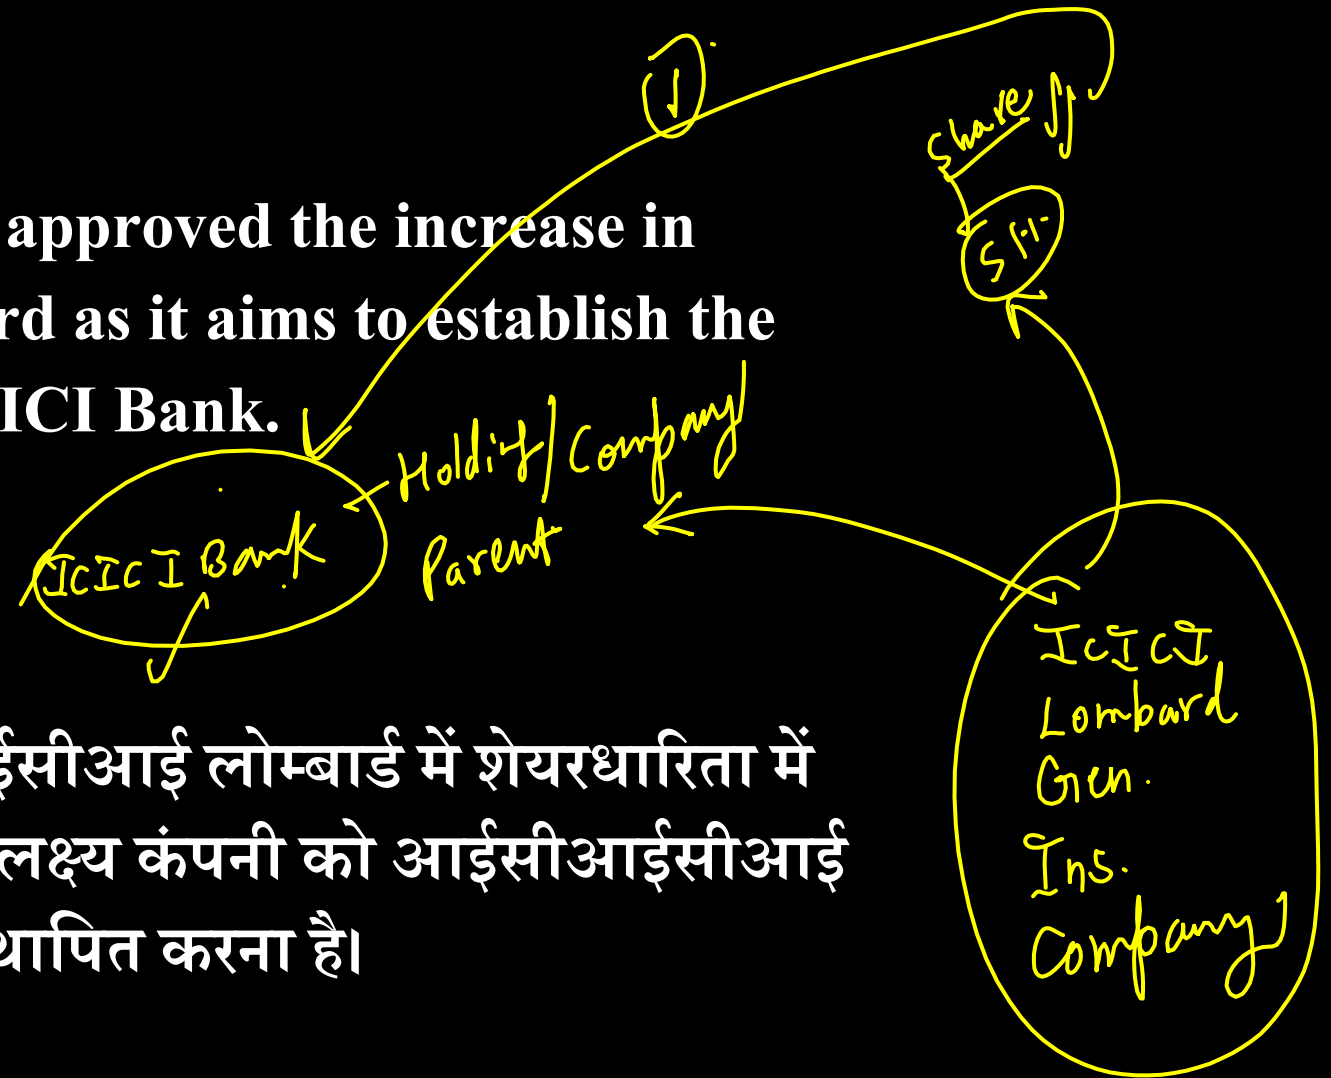 Share
approved the increase in
rd as it aims to establish the
ICI Bank.
Holding/Company
Parent
ICICI Bank
ईसीआई लोम्बार्ड में शेयरधारिता में
लक्ष्य कंपनी को आईसीआईसीआई
थापित करना है।
ICICI
Lombard
Gen.
Ins.
Company